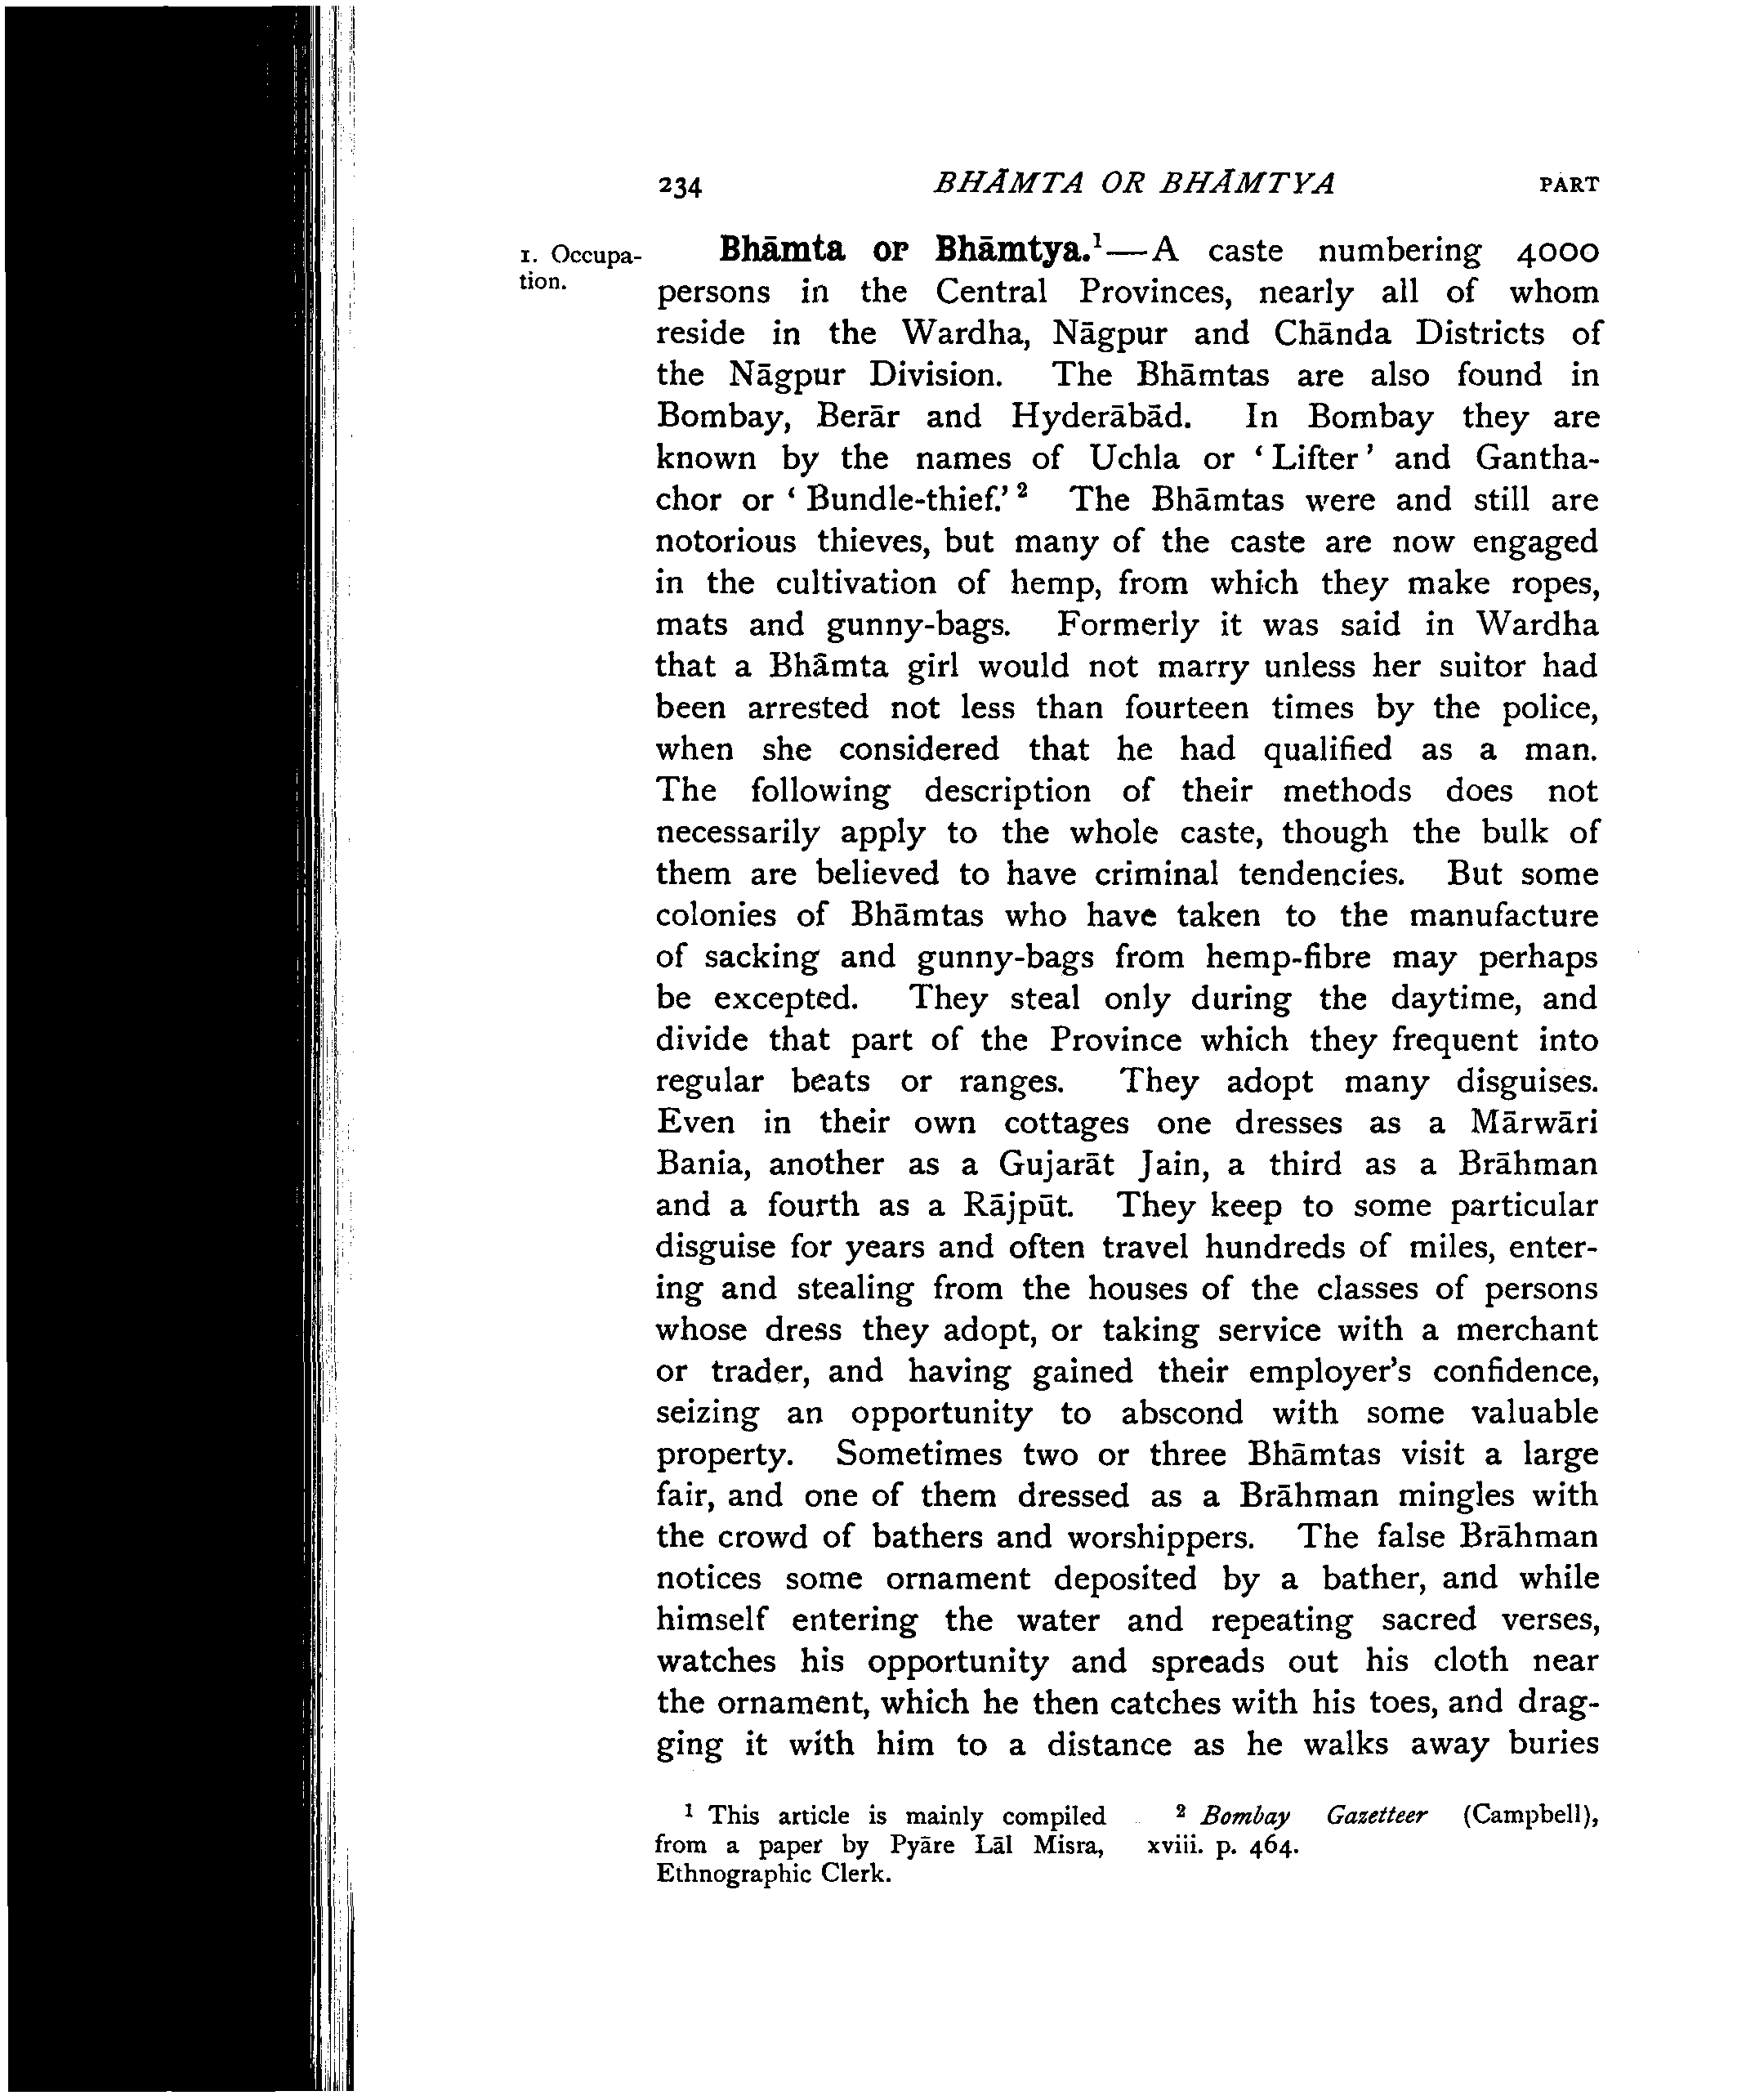 234 BHĀMTA OR BHĀMTYA PART
1. Occupa-
tion.
Bhāmta or Bhāmtya.¹—A caste numbering 4000
persons in the Central Provinces, nearly all of whom
reside in the Wardha, Nāgpur and Chānda Districts of
the Nāgpur Division. The Bhāmtas are also found in
Bombay, Berār and Hyderābād. In Bombay they are
known by the names of Uchla or ‘Lifter’ and Gantha-
chor or ‘Bundle-thief.’² The Bhāmtas were and still are
notorious thieves, but many of the caste are now engaged
in the cultivation of hemp, from which they make ropes,
mats and gunny-bags. Formerly it was said in Wardha
that a Bhāmta girl would not marry unless her suitor had
been arrested not less than fourteen times by the police,
when she considered that he had qualified as a man.
The following description of their methods does not
necessarily apply to the whole caste, though the bulk of
them are believed to have criminal tendencies. But some
colonies of Bhāmtas who have taken to the manufacture
of sacking and gunny-bags from hemp-fibre may perhaps
be excepted. They steal only during the daytime, and
divide that part of the Province which they frequent into
regular beats or ranges. They adopt many disguises.
Even in their own cottages one dresses as a Mārwāri
Bania, another as a Gujarāt Jain, a third as a Brāhman
and a fourth as a Rājpūt. They keep to some particular
disguise for years and often travel hundreds of miles, enter-
ing and stealing from the houses of the classes of persons
whose dress they adopt, or taking service with a merchant
or trader, and having gained their employer’s confidence,
seizing an opportunity to abscond with some valuable
property. Sometimes two or three Bhāmtas visit a large
fair, and one of them dressed as a Brāhman mingles with
the crowd of bathers and worshippers. The false Brāhman
notices some ornament deposited by a bather, and while
himself entering the water and repeating sacred verses,
watches his opportunity and spreads out his cloth near
the ornament, which he then catches with his toes, and drag-
ging it with him to a distance as he walks away buries
¹ This article is mainly compiled
from a paper by Pyāre Lāl Misra,
Ethnographic Clerk.
² Bombay Gazetteer (Campbell),
xviii. p. 464.